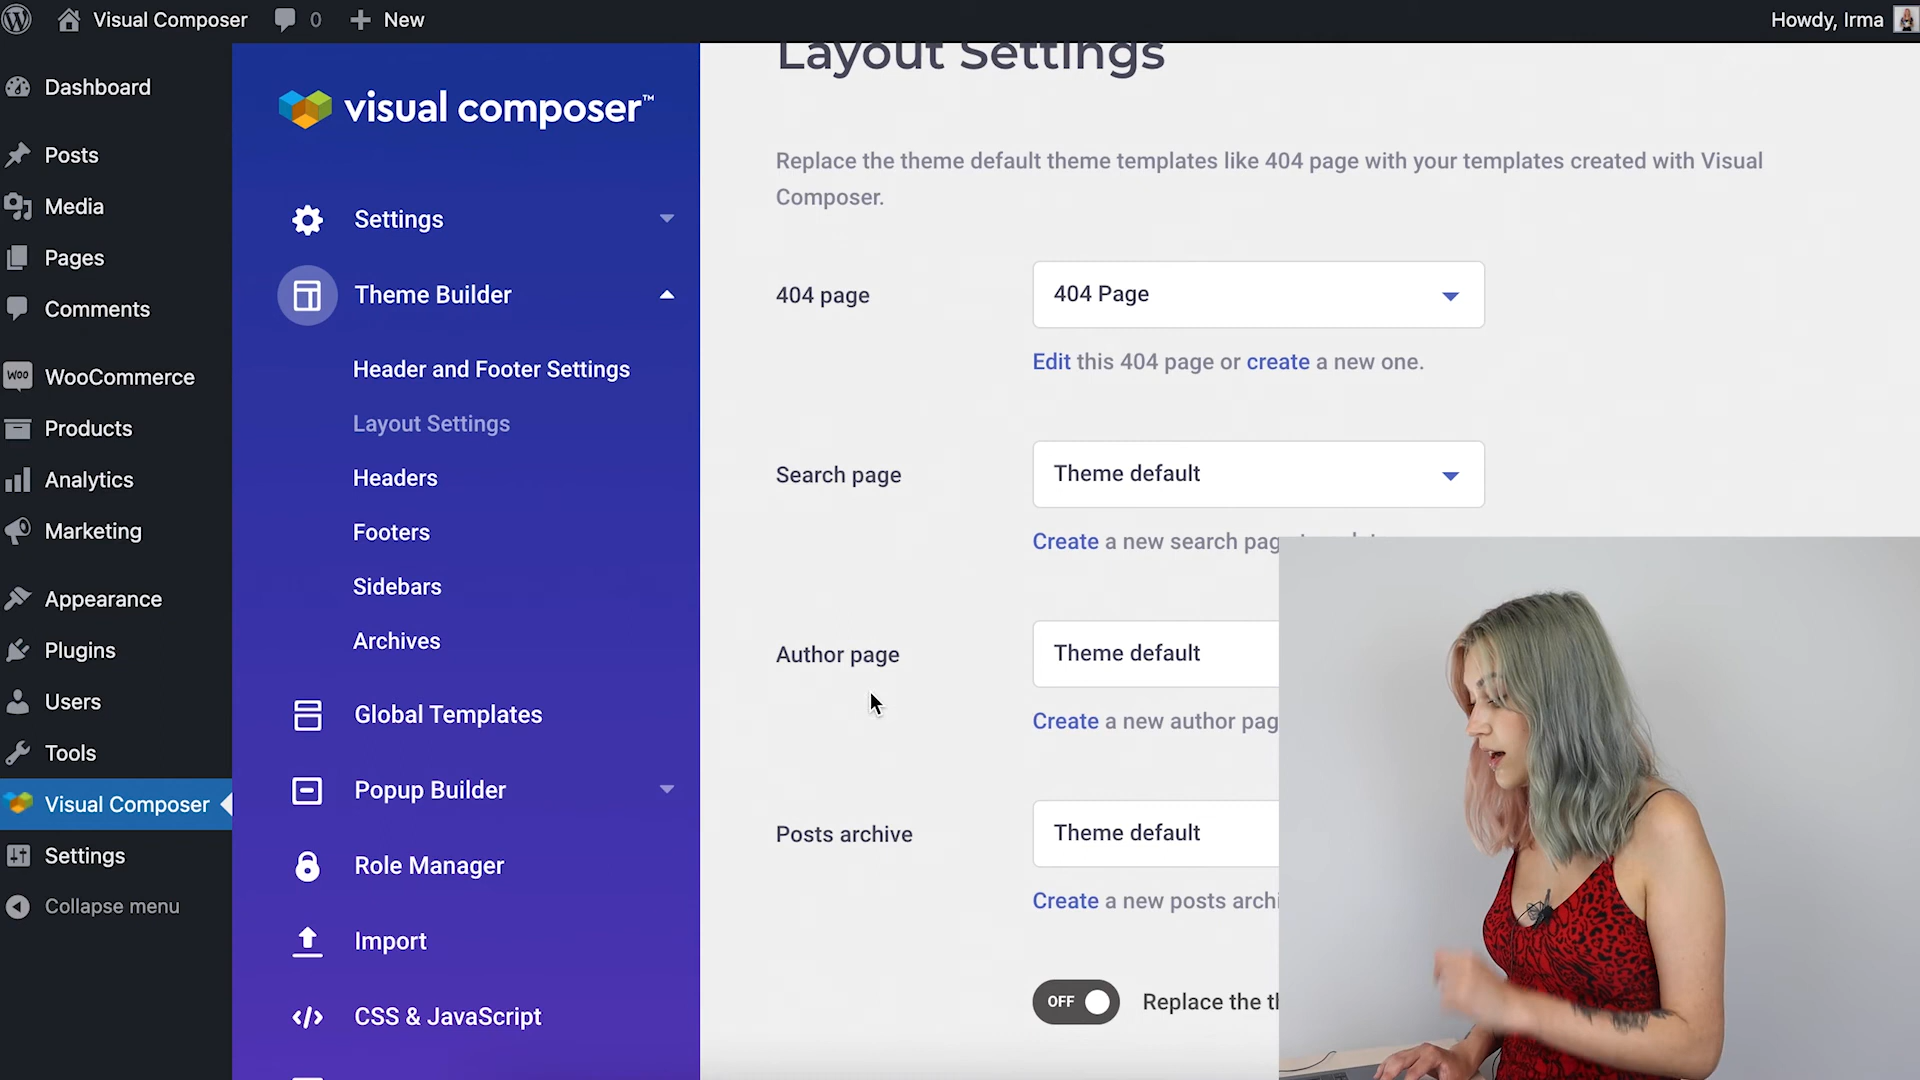 Visual Composer
0
New
Howdy, Irma
Dashboard
Posts
Media
Pages
Comments
WOO
WooCommerce
Products
Analytics
Marketing
Appearance
Plugins
Users
Tools
Visual Composer
Settings
Collapse menu
visual composer™
Settings
Theme Builder
Header and Footer Settings
Layout Settings
Headers
Footers
Sidebars
Archives
Global Templates
Popup Builder
Role Manager
Import
CSS & JavaScript
Layout Settings
Replace the theme default theme templates like 404 page with your templates created with Visual
Composer.
404 page
404 Page
Edit this 404 page or create a new one.
Search page
Theme default
Create a new search pag
Author page
Theme default
Create a new author pag
Posts archive
Theme default
Create a new posts archi
OFF
Replace the